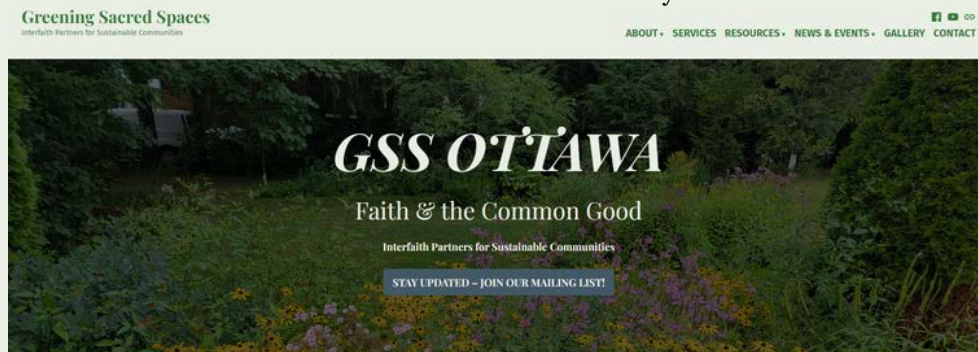 Greening Sacred Spaces
Interfaith Partners for Sustainable Communities
ABOUT SERVICES RESOURCES NEWS & EVENTS GALLERY CONTACT
GSS OTTAWA
Faith & the Common Good
Interfaith Partners for Sustainable Communities
STAY UPDATED – JOIN OUR MAILING LIST!